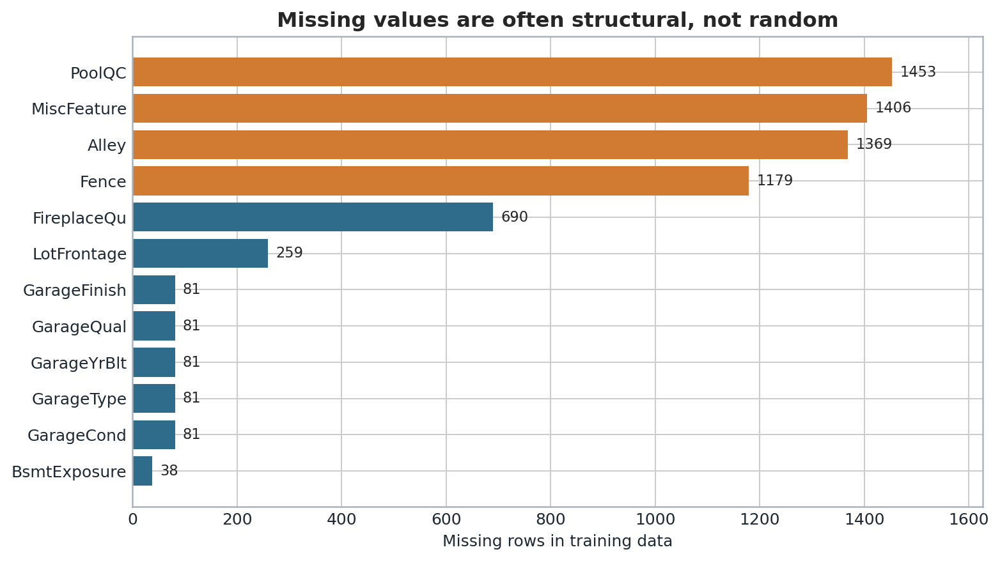 Missing values are often structural, not random
PoolQC 1453
MiscFeature 1406
Alley 1369
Fence 1179
FireplaceQu 690
LotFrontage 259
GarageFinish 81
GarageQual 81
GarageYrBlt 81
GarageType 81
GarageCond 81
BsmtExposure 38
0 200 400 600 800 1000 1200 1400 1600
Missing rows in training data